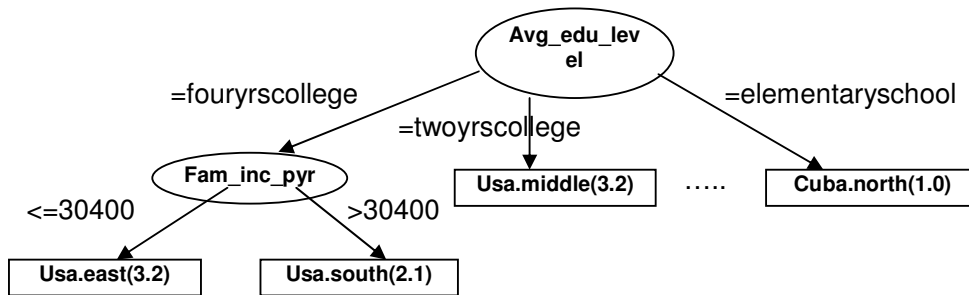 Avg_edu_lev
el
=fouryrscollege
=twoyrscollege
=elementaryschool
Fam_inc_pyr
Usa.middle(3.2)
.....
Cuba.north(1.0)
<=30400
>30400
Usa.east(3.2)
Usa.south(2.1)